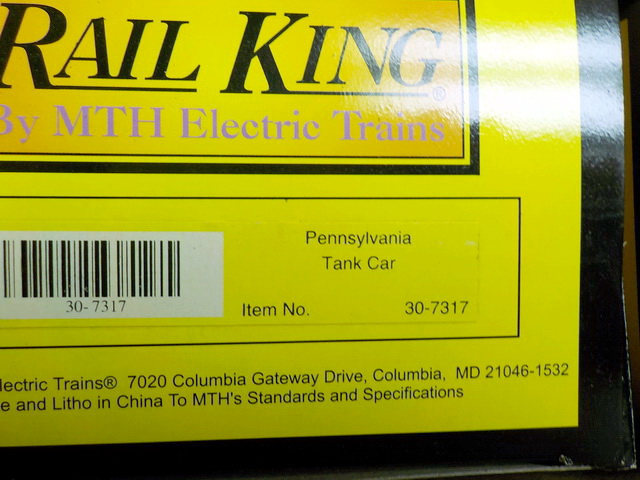 RAIL KING®
By MTH Electric Trains
Pennsylvania
Tank Car
30-7317
Item No. 30-7317
lectric Trains® 7020 Columbia Gateway Drive, Columbia, MD 21046-1532
e and Litho in China To MTH's Standards and Specifications